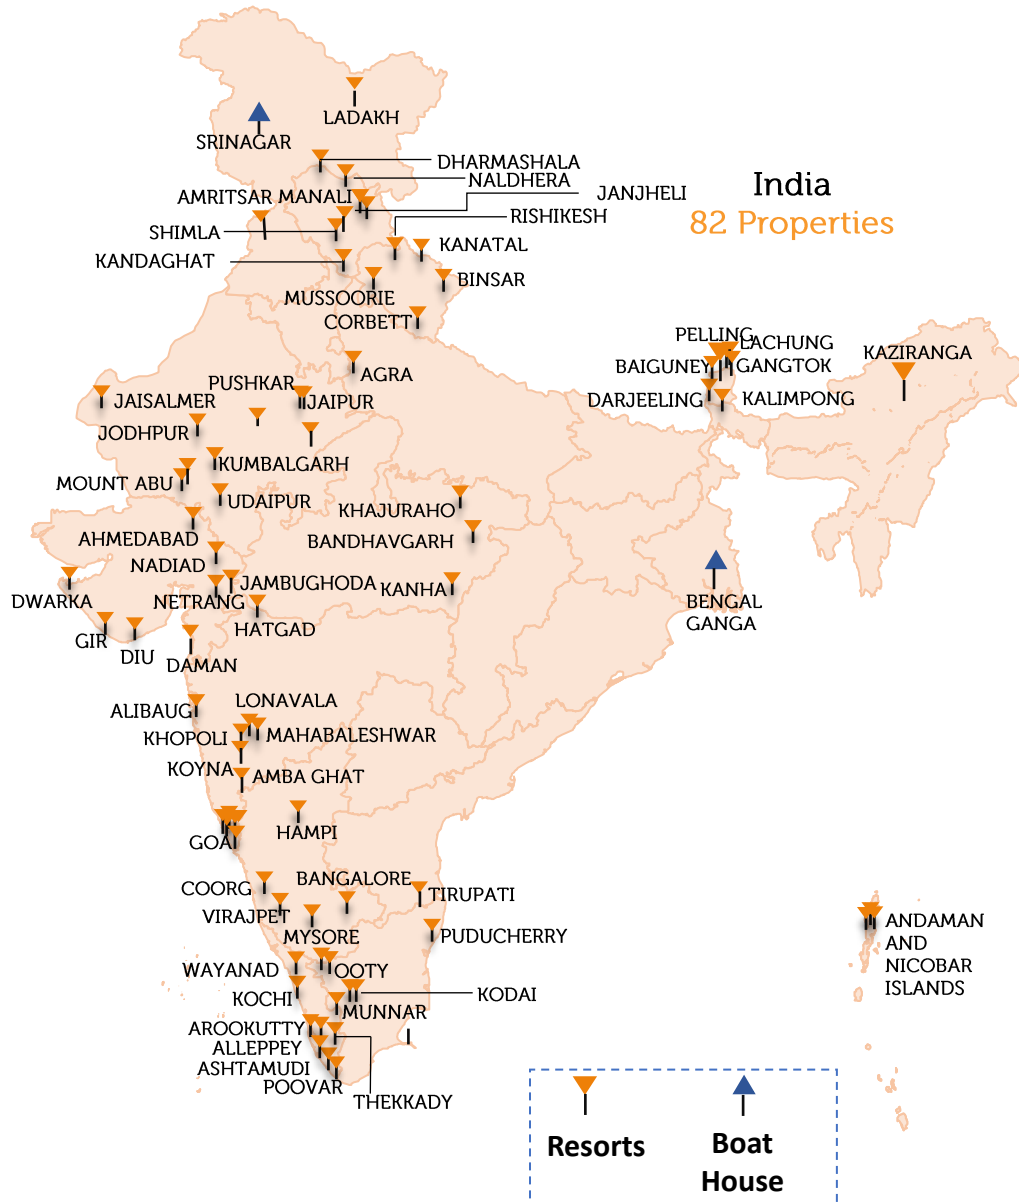 LADAKH
SRINAGAR
DHARMASHALA
NALDHERA
AMRITSAR
MANALI
JANJHELI
India
82 Properties
RISHIKESH
SHIMLA
KANATAL
KANDAGHAT
BINSAR
MUSSOORIE
CORBETT
PELLING
LACHUNG
KAZIRANGA
BAIGUNEY
GANGTOK
AGRA
PUSHKAR
JAISALMER
JAIPUR
DARJEELING
KALIMPONG
JODHPUR
KUMBALGARH
MOUNT ABU
UDAIPUR
KHAJURAHO
AHMEDABAD
BANDHAVGARH
NADIAD
JAMBUGHODA
KANHA
DWARKA
NETRANG
BENGAL
GANGA
HATGAD
GIR
DIU
DAMAN
LONAVALA
ALIBAUG
KHOPOLI
MAHABALESHWAR
KOYNA
AMBA GHAT
HAMPI
GOA
BANGALORE
COORG
TIRUPATI
VIRAJPET
MYSORE
PUDUCHERRY
ANDAMAN
AND
NICOBAR
ISLANDS
WAYANAD
OOTY
KOCHI
KODAI
MUNNAR
AROOKUTTY
ALLEPPEY
ASHTAMUDI
POOVAR
THEKKADY
Resorts
Boat
House